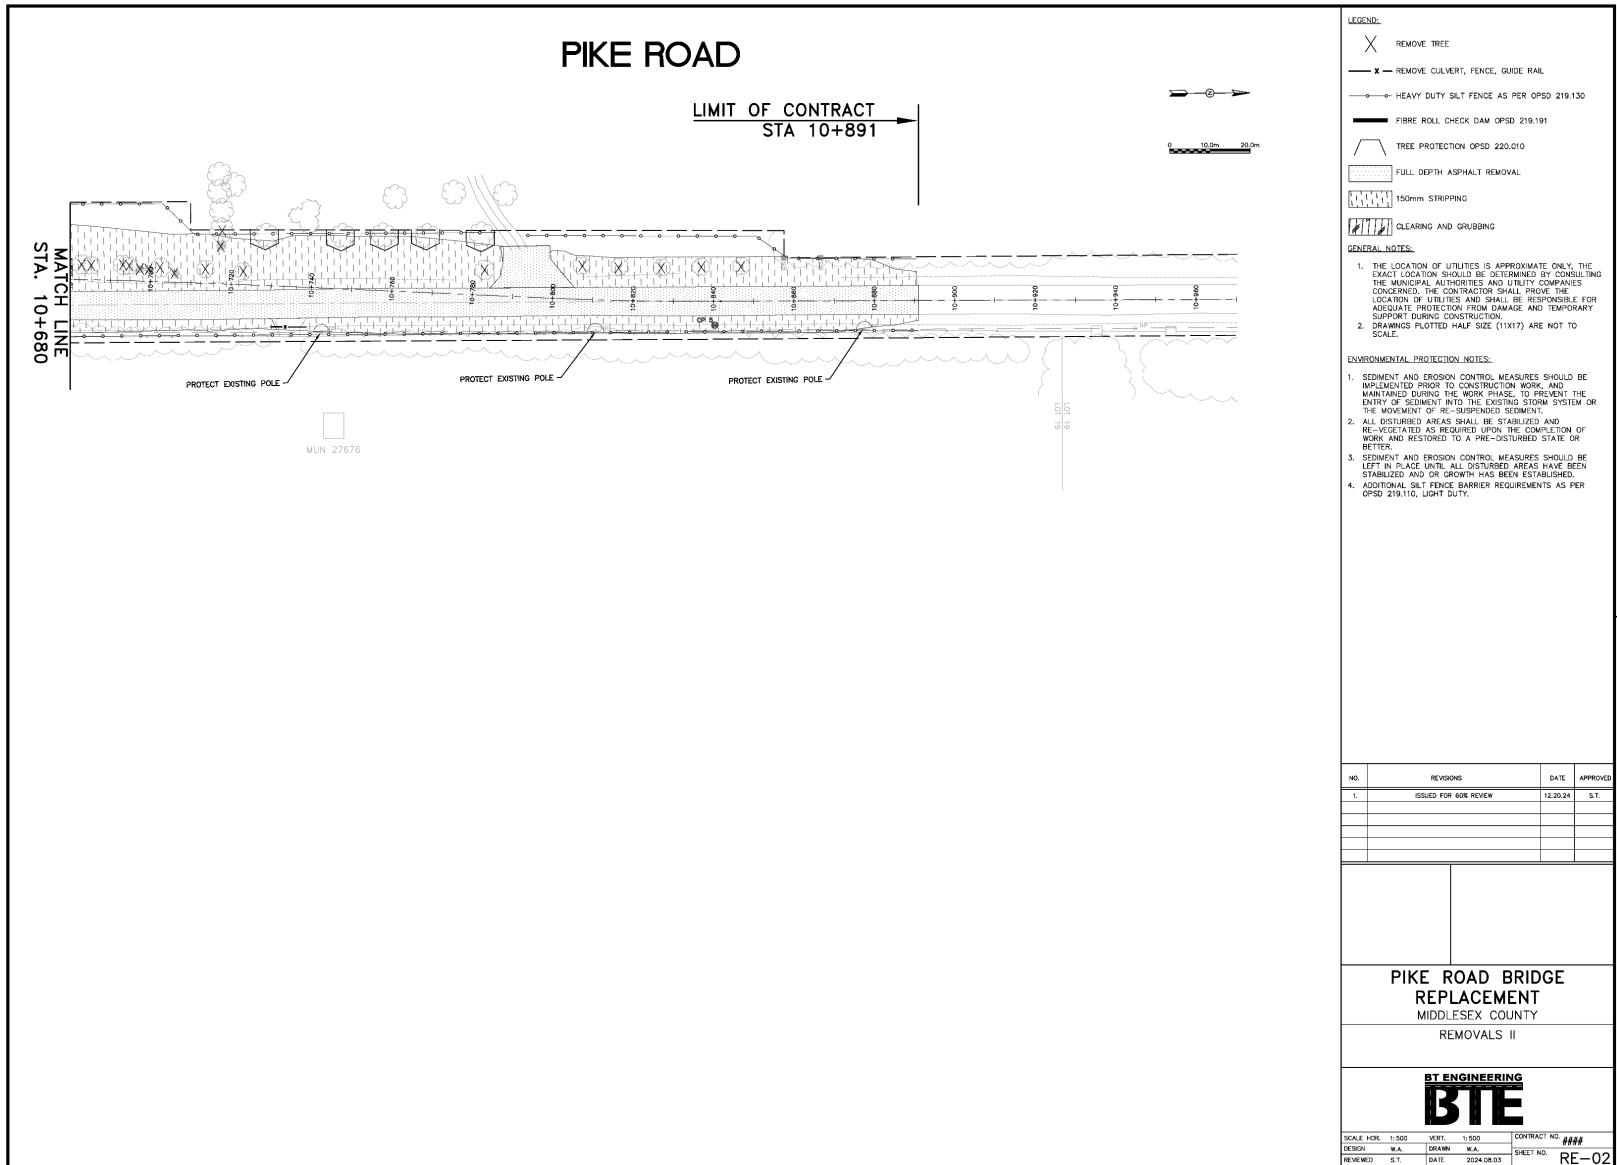 PIKE ROAD
LIMIT OF CONTRACT
STA 10+891
N
0 10.0m 20.0m
MATCH LINE
STA. 10+680
10+700
10+720
10+740
10+760
10+780
10+800
10+820
10+840
10+860
10+880
10+900
10+920
10+940
10+960
PROTECT EXISTING POLE
PROTECT EXISTING POLE
PROTECT EXISTING POLE
MUN 27676
LOT 19
LOT 19
LEGEND:
REMOVE TREE
X REMOVE CULVERT, FENCE, GUIDE RAIL
HEAVY DUTY SILT FENCE AS PER OPSD 219.130
FIBRE ROLL CHECK DAM OPSD 219.191
TREE PROTECTION OPSD 220.010
FULL DEPTH ASPHALT REMOVAL
150mm STRIPPING
CLEARING AND GRUBBING
GENERAL NOTES:
1. THE LOCATION OF UTILITIES IS APPROXIMATE ONLY, THE
EXACT LOCATION SHOULD BE DETERMINED BY CONSULTING
THE MUNICIPAL AUTHORITIES AND UTILITY COMPANIES
CONCERNED. THE CONTRACTOR SHALL PROVE THE
LOCATION OF UTILITIES AND SHALL BE RESPONSIBLE FOR
ADEQUATE PROTECTION FROM DAMAGE AND TEMPORARY
SUPPORT DURING CONSTRUCTION.
2. DRAWINGS PLOTTED HALF SIZE (11X17) ARE NOT TO
SCALE.
ENVIRONMENTAL PROTECTION NOTES:
1. SEDIMENT AND EROSION CONTROL MEASURES SHOULD BE
IMPLEMENTED PRIOR TO CONSTRUCTION WORK, AND
MAINTAINED DURING THE WORK PHASE, TO PREVENT THE
ENTRY OF SEDIMENT INTO THE EXISTING STORM SYSTEM OR
THE MOVEMENT OF RE-SUSPENDED SEDIMENT.
2. ALL DISTURBED AREAS SHALL BE STABILIZED AND
RE-VEGETATED AS REQUIRED UPON THE COMPLETION OF
WORK AND RESTORED TO A PRE-DISTURBED STATE OR
BETTER.
3. SEDIMENT AND EROSION CONTROL MEASURES SHOULD BE
LEFT IN PLACE UNTIL ALL DISTURBED AREAS HAVE BEEN
STABILIZED AND OR GROWTH HAS BEEN ESTABLISHED.
4. ADDITIONAL SILT FENCE BARRIER REQUIREMENTS AS PER
OPSD 219.110, LIGHT DUTY.
NO. REVISIONS DATE APPROVED
1. ISSUED FOR 60% REVIEW 12.20.24 S.T.
PIKE ROAD BRIDGE
REPLACEMENT
MIDDLESEX COUNTY
REMOVALS II
BT ENGINEERING
BTE
SCALE HOR. 1:500 VERT. 1:500 CONTRACT NO. ####
DESIGN W.A. DRAWN W.A.
REVIEWED S.T. DATE 2024.08.03 SHEET NO. RE-02